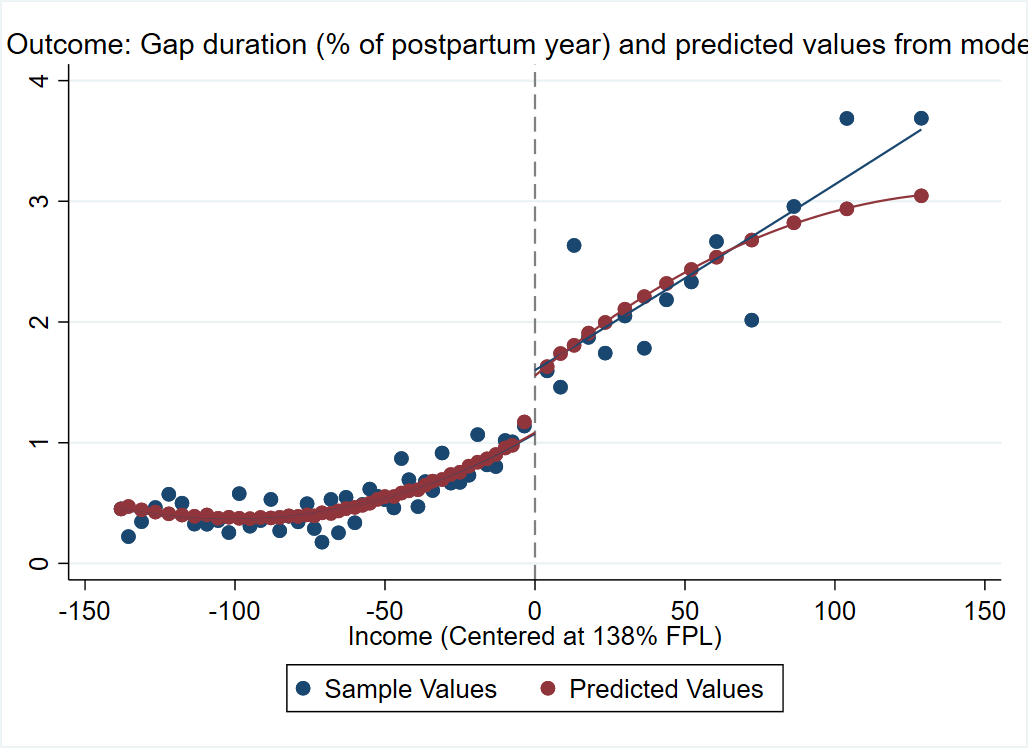 Outcome: Gap duration (% of postpartum year) and predicted values from mode
4
3
2
1
0
-150 -100 -50 0 50 100 150
Income (Centered at 138% FPL)
Sample Values Predicted Values